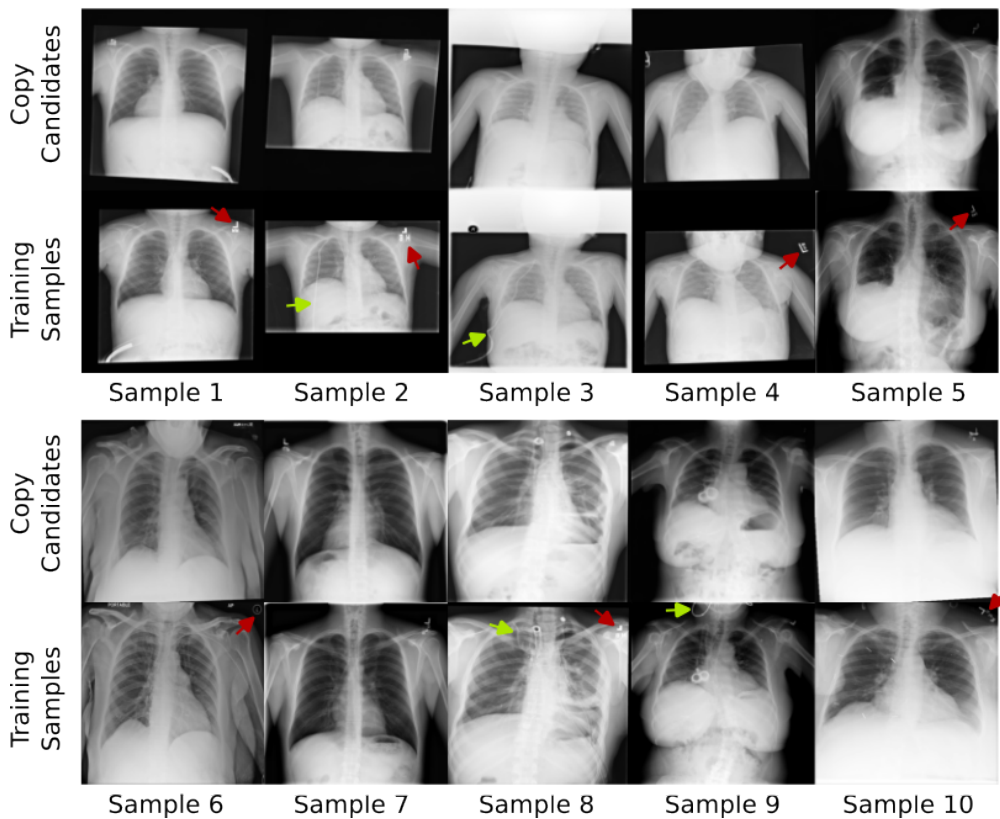 Copy
Candidates
Training
Samples
Sample 1
Sample 2
Sample 3
Sample 4
Sample 5
Copy
Candidates
Training
Samples
PORTABLE
AP
Sample 6
Sample 7
Sample 8
Sample 9
Sample 10